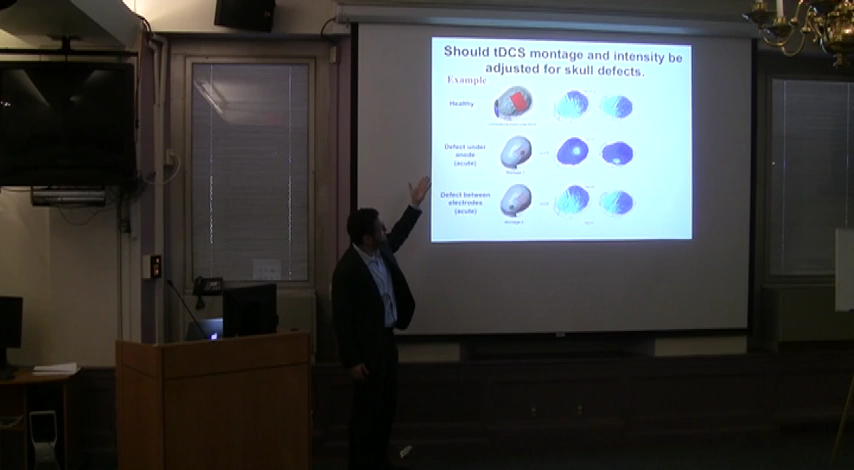 Should tDCS montage and intensity be
adjusted for skull defects.
Example
Healthy
Defect under
anode
(acute)
Defect between
electrodes
(acute)